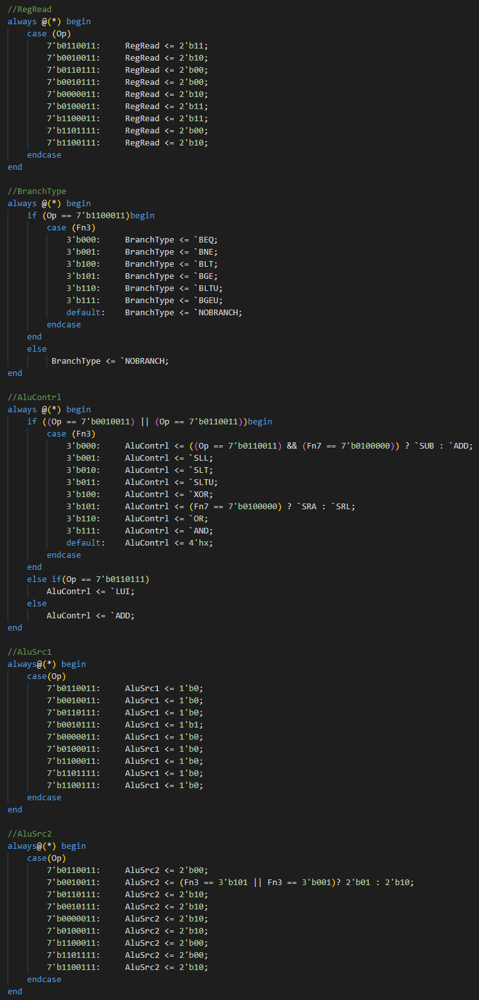 //RegRead
always @(*) begin
    case (Op)
        7'b0110011:     RegRead <= 2'b11;
        7'b0010011:     RegRead <= 2'b10;
        7'b0110111:     RegRead <= 2'b00;
        7'b0010111:     RegRead <= 2'b00;
        7'b0000011:     RegRead <= 2'b10;
        7'b0100011:     RegRead <= 2'b11;
        7'b1100011:     RegRead <= 2'b11;
        7'b1101111:     RegRead <= 2'b00;
        7'b1100111:     RegRead <= 2'b10;
    endcase
end

//BranchType
always @(*) begin
    if (Op == 7'b1100011)begin
        case (Fn3)
            3'b000:     BranchType <= `BEQ;
            3'b001:     BranchType <= `BNE;
            3'b100:     BranchType <= `BLT;
            3'b101:     BranchType <= `BGE;
            3'b110:     BranchType <= `BLTU;
            3'b111:     BranchType <= `BGEU;
            default:    BranchType <= `NOBRANCH;
        endcase
    end
    else
         BranchType <= `NOBRANCH;
end

//AluContrl
always @(*) begin
    if ((Op == 7'b0010011) || (Op == 7'b0110011))begin
        case (Fn3)
            3'b000:     AluContrl <= ((Op == 7'b0110011) && (Fn7 == 7'b0100000)) ? `SUB : `ADD;
            3'b001:     AluContrl <= `SLL;
            3'b010:     AluContrl <= `SLT;
            3'b011:     AluContrl <= `SLTU;
            3'b100:     AluContrl <= `XOR;
            3'b101:     AluContrl <= (Fn7 == 7'b0100000) ? `SRA : `SRL;
            3'b110:     AluContrl <= `OR;
            3'b111:     AluContrl <= `AND;
            default:    AluContrl <= 4'hx;
        endcase
    end
    else if(Op == 7'b0110111)
        AluContrl <= `LUI;
    else
        AluContrl <= `ADD;
end

//AluSrc1
always@(*) begin
    case(Op)
        7'b0110011:     AluSrc1 <= 1'b0;
        7'b0010011:     AluSrc1 <= 1'b0;
        7'b0110111:     AluSrc1 <= 1'b0;
        7'b0010111:     AluSrc1 <= 1'b1;
        7'b0000011:     AluSrc1 <= 1'b0;
        7'b0100011:     AluSrc1 <= 1'b0;
        7'b1100011:     AluSrc1 <= 1'b0;
        7'b1101111:     AluSrc1 <= 1'b0;
        7'b1100111:     AluSrc1 <= 1'b0;
    endcase
end

//AluSrc2
always@(*) begin
    case(Op)
        7'b0110011:     AluSrc2 <= 2'b00;
        7'b0010011:     AluSrc2 <= (Fn3 == 3'b101 || Fn3 == 3'b001)? 2'b01 : 2'b10;
        7'b0110111:     AluSrc2 <= 2'b10;
        7'b0010111:     AluSrc2 <= 2'b10;
        7'b0000011:     AluSrc2 <= 2'b10;
        7'b0100011:     AluSrc2 <= 2'b10;
        7'b1100011:     AluSrc2 <= 2'b00;
        7'b1101111:     AluSrc2 <= 2'b00;
        7'b1100111:     AluSrc2 <= 2'b10;
    endcase
end